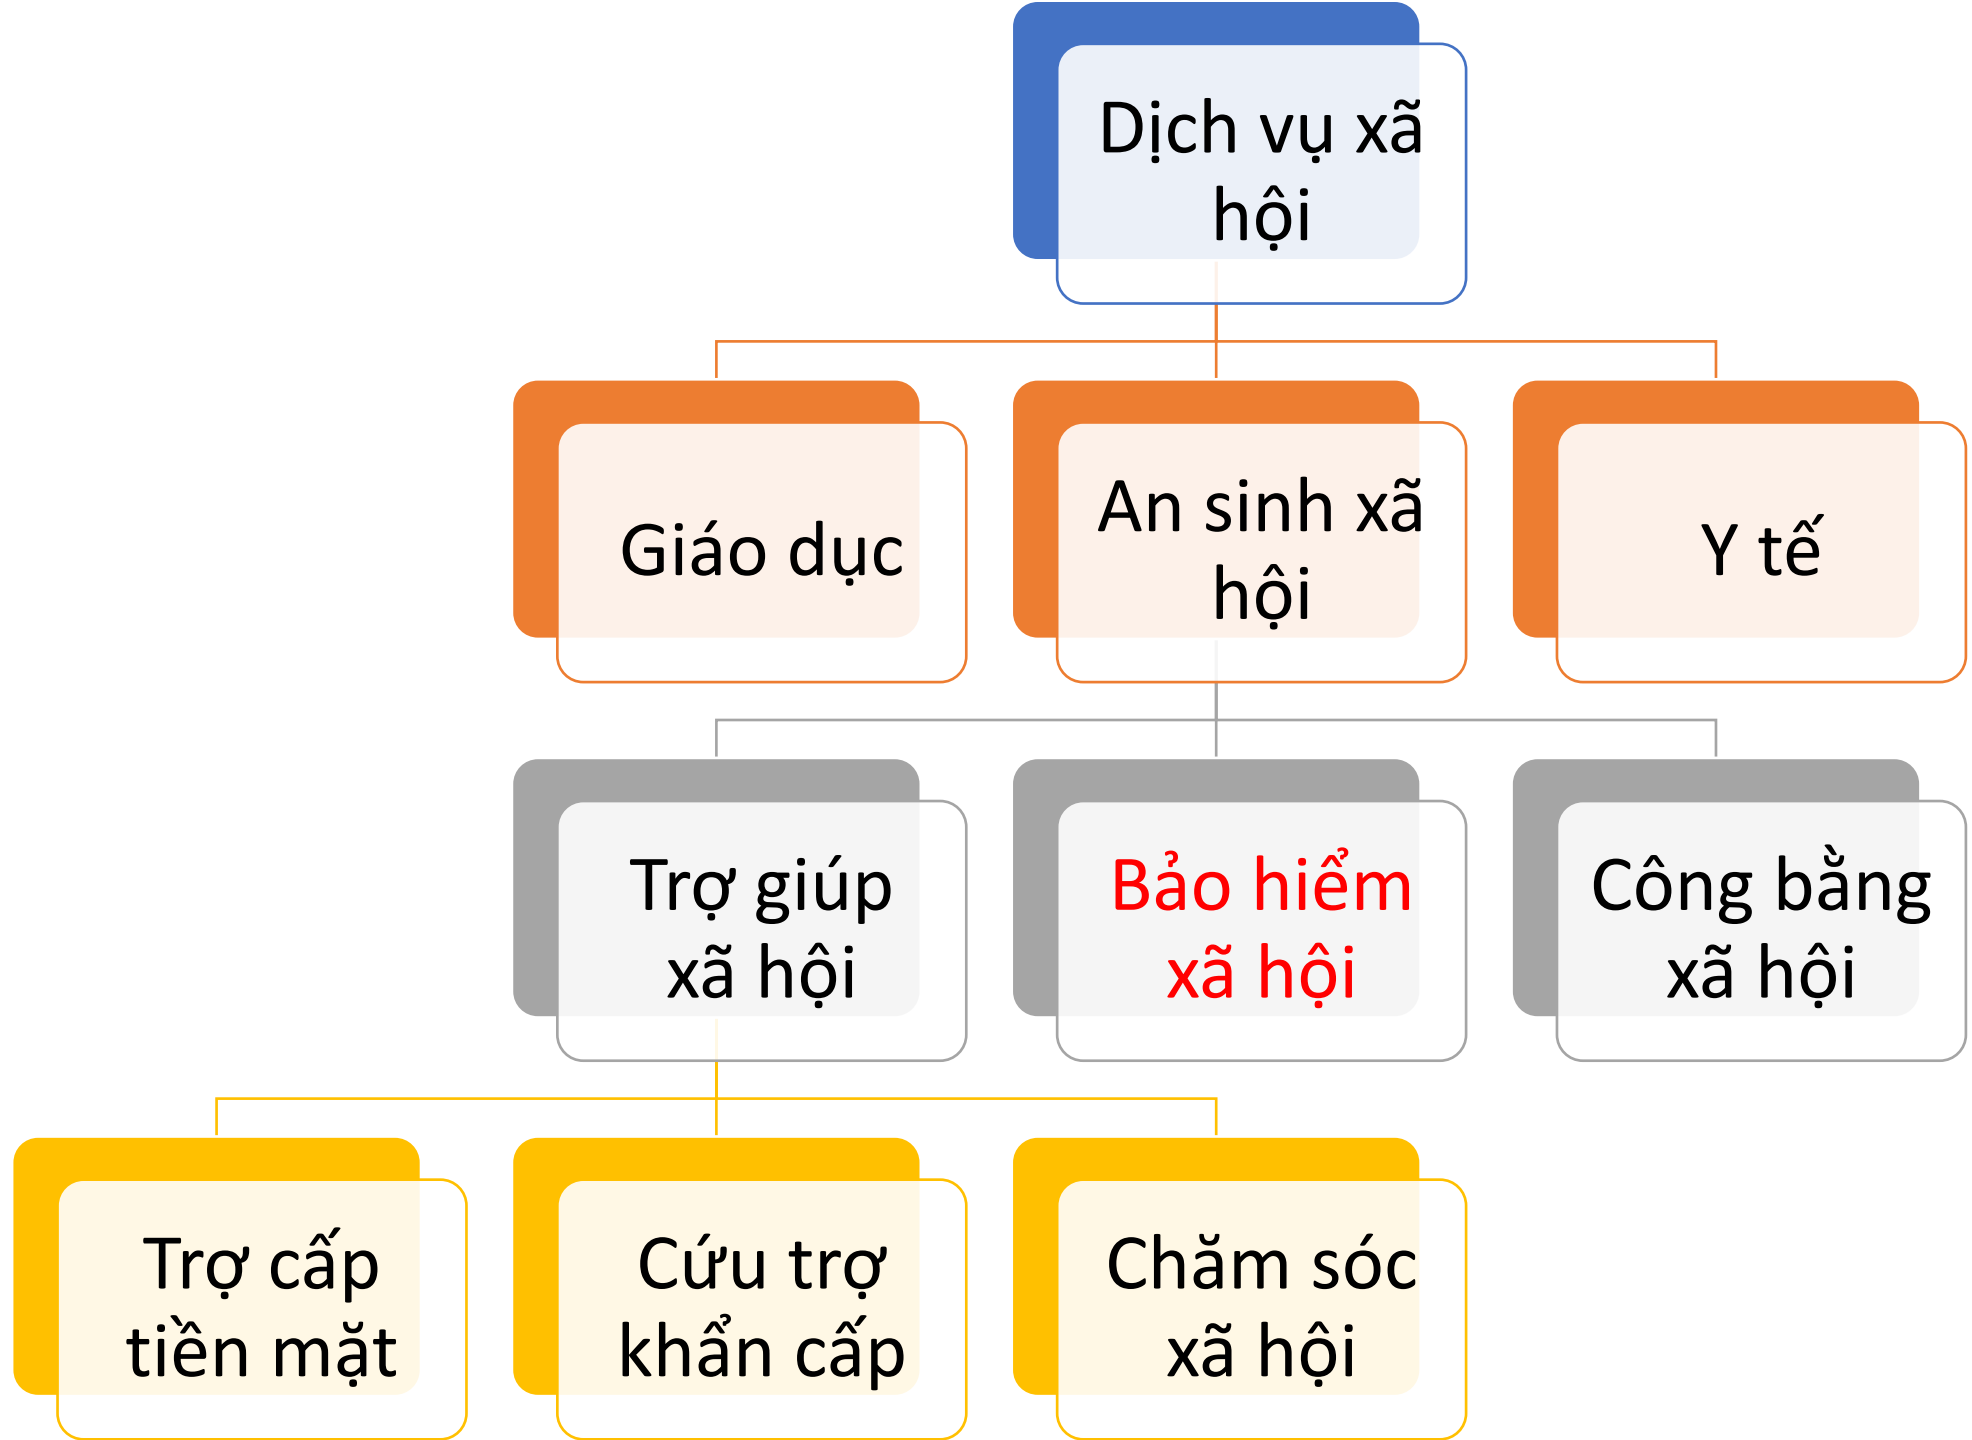 Dịch vụ xã
hội
Giáo dục
An sinh xã
hội
Y tế
Trợ giúp
xã hội
Bảo hiểm
xã hội
Công bằng
xã hội
Trợ cấp
tiền mặt
Cứu trợ
khẩn cấp
Chăm sóc
xã hội